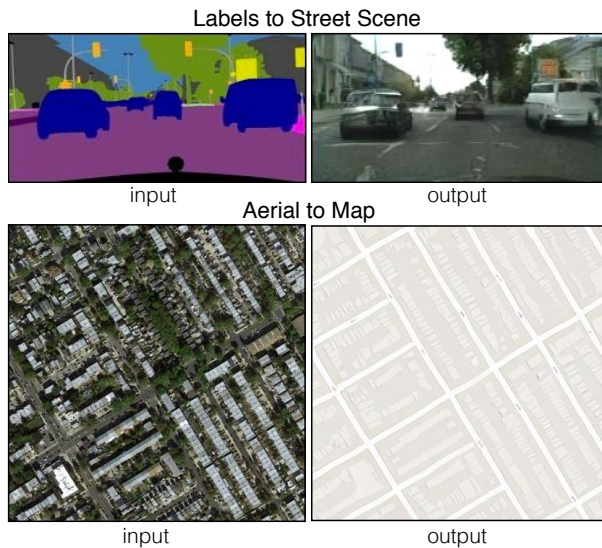 Labels to Street Scene
input
output
Aerial to Map
input
output